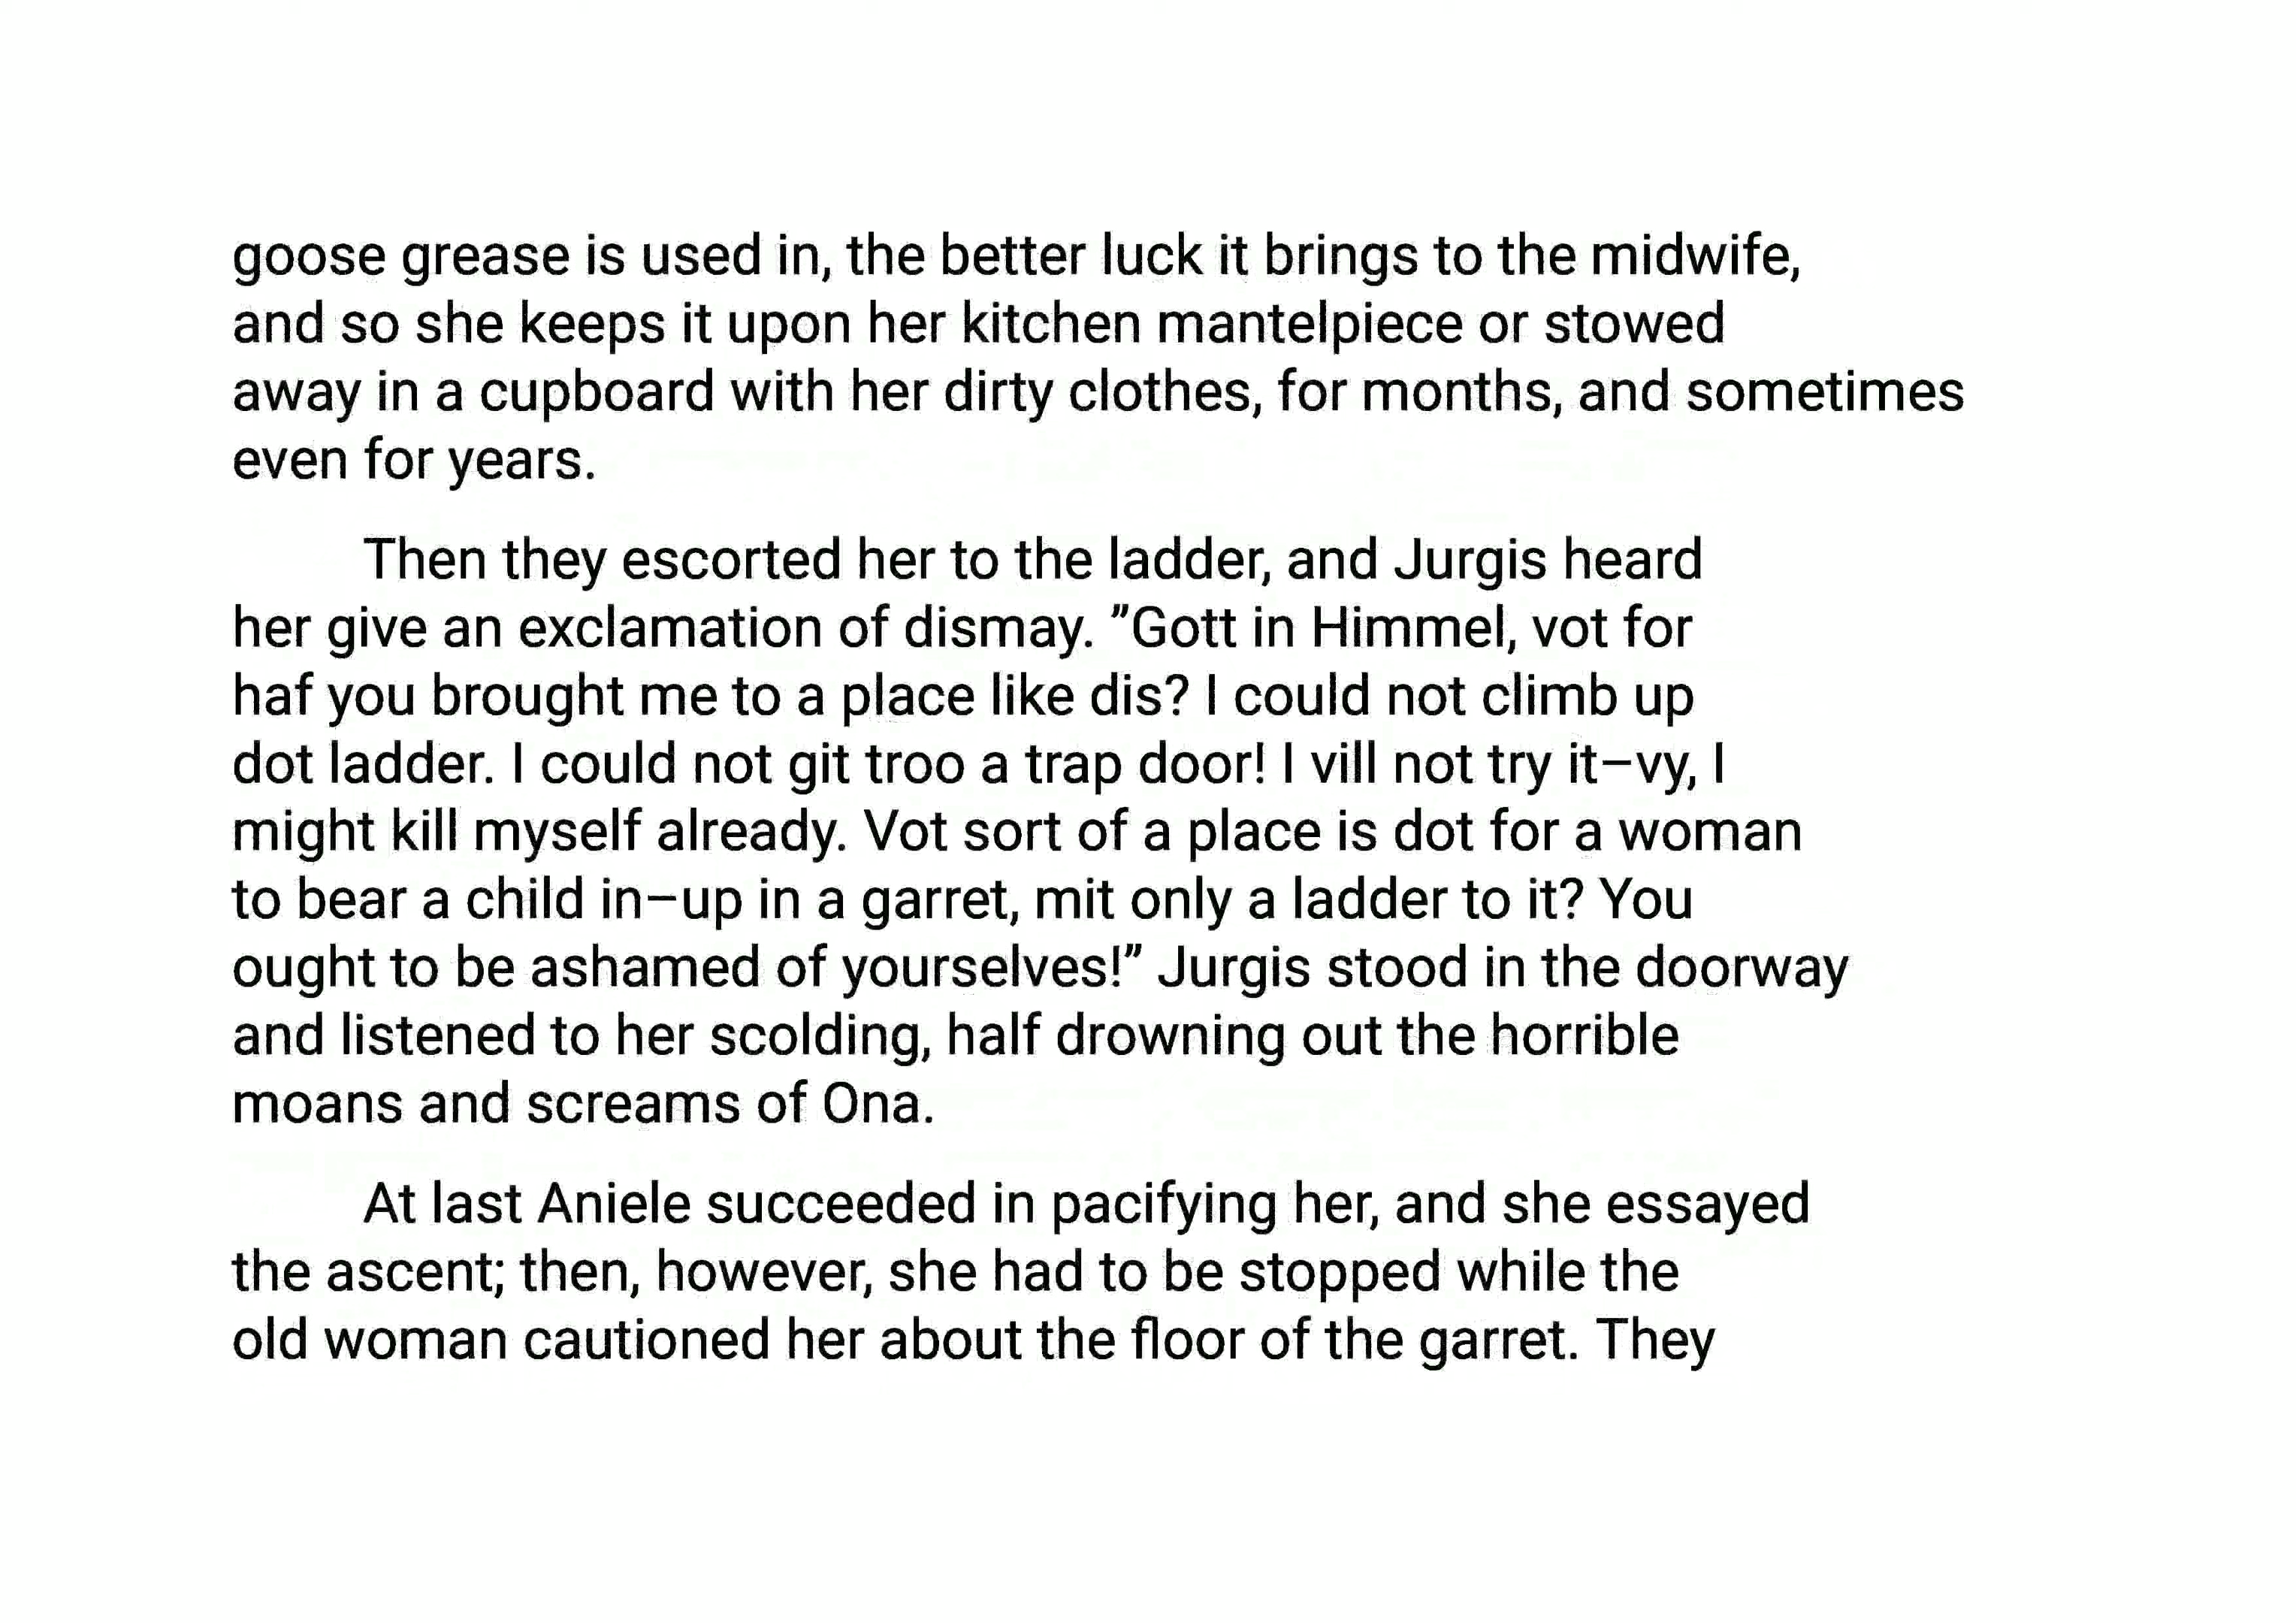 goose grease is used in, the better luck it brings to the midwife,
and so she keeps it upon her kitchen mantelpiece or stowed
away in a cupboard with her dirty clothes, for months, and sometimes
even for years.
Then they escorted her to the ladder, and Jurgis heard
her give an exclamation of dismay. ”Gott in Himmel, vot for
haf you brought me to a place like dis? I could not climb up
dot ladder. I could not git troo a trap door! I vill not try it–vy, I
might kill myself already. Vot sort of a place is dot for a woman
to bear a child in–up in a garret, mit only a ladder to it? You
ought to be ashamed of yourselves!” Jurgis stood in the doorway
and listened to her scolding, half drowning out the horrible
moans and screams of Ona.
At last Aniele succeeded in pacifying her, and she essayed
the ascent; then, however, she had to be stopped while the
old woman cautioned her about the floor of the garret. They